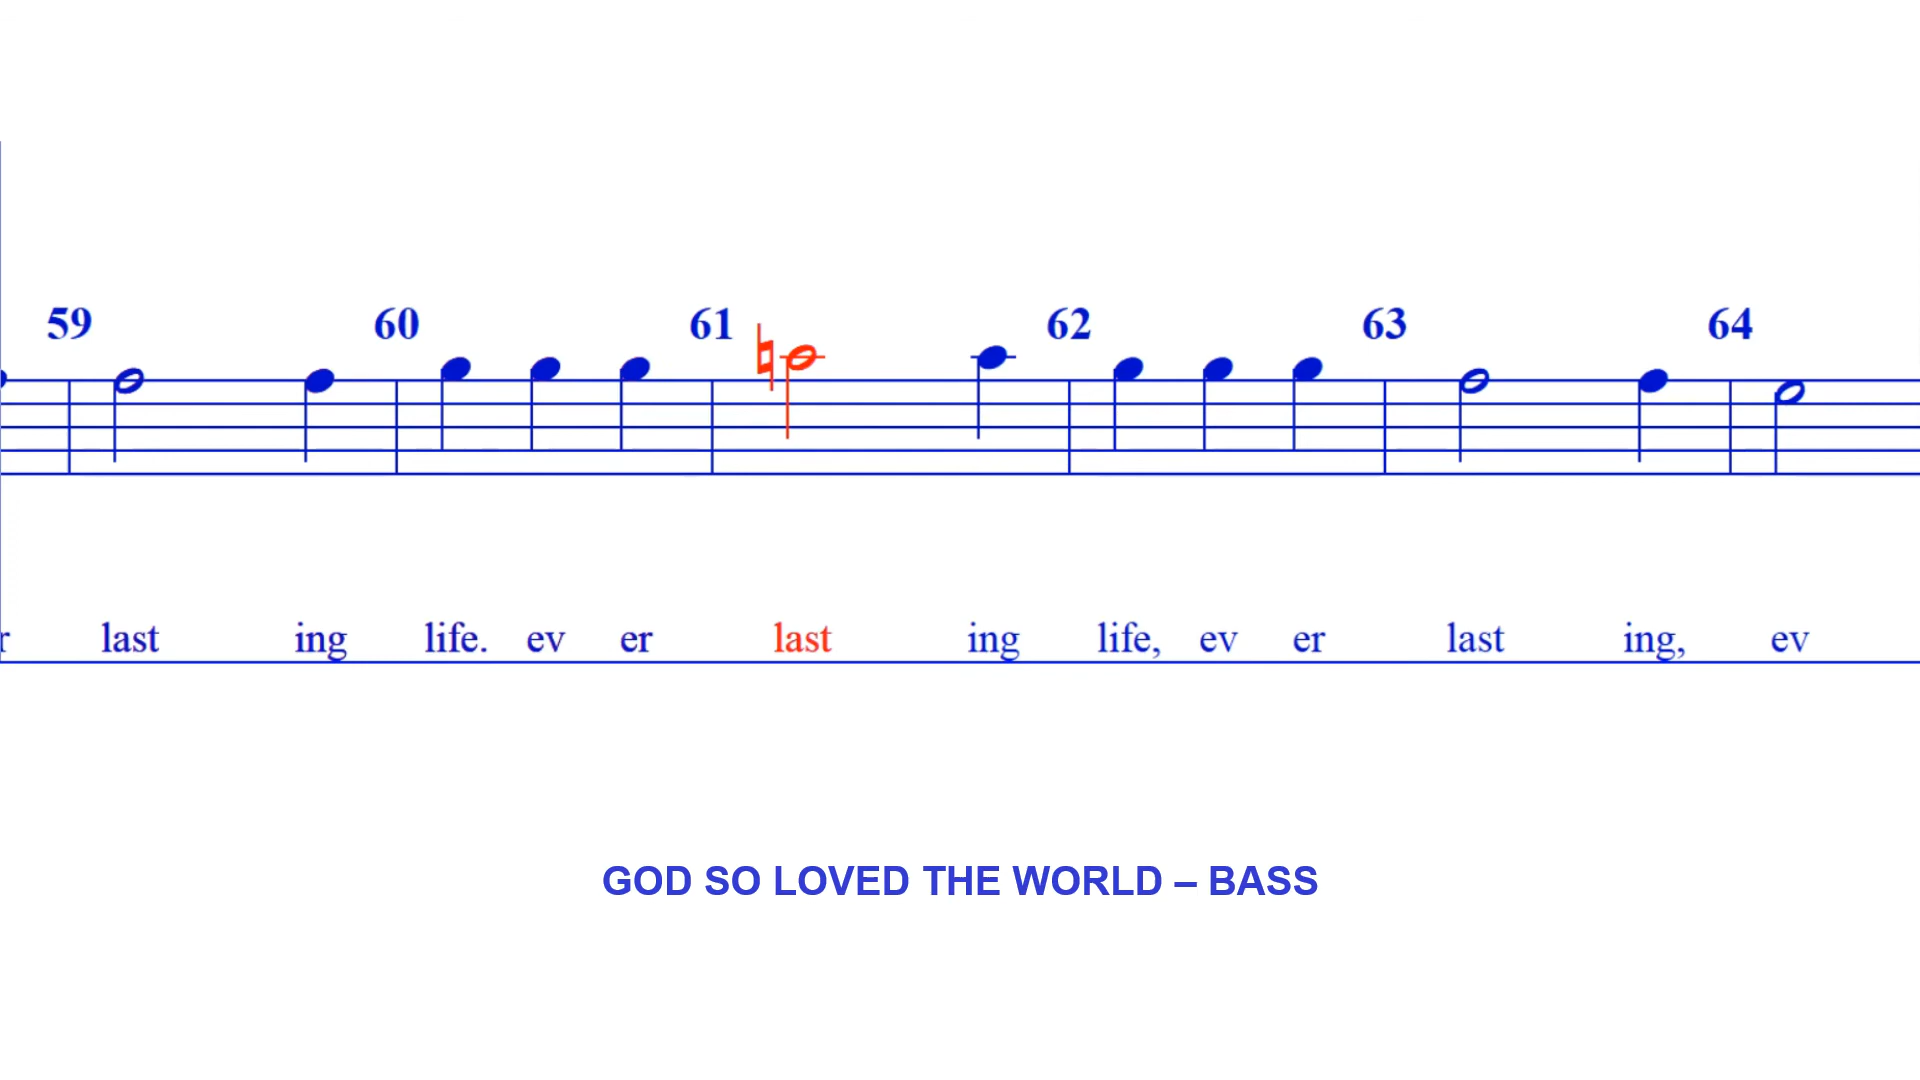 59 60 61 62 63 64
r last ing life. ev er last ing life, ev er last ing, ev
GOD SO LOVED THE WORLD – BASS